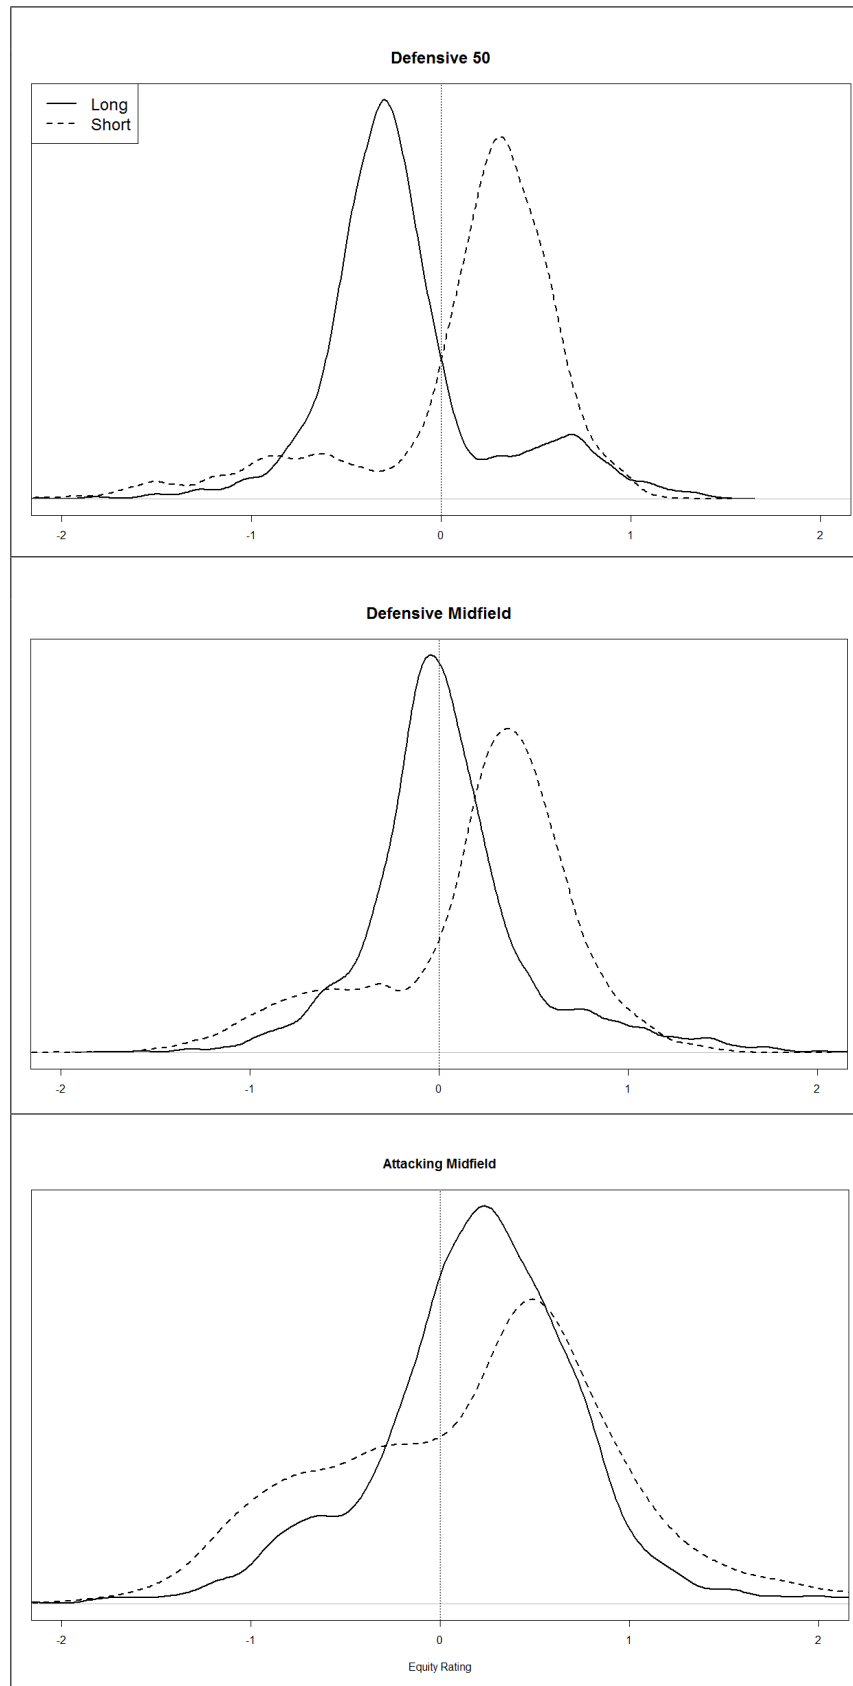 Defensive 50
Long
Short
-2 -1 0 1 2
Defensive Midfield
-2 -1 0 1 2
Attacking Midfield
-2 -1 0 1 2
Equity Rating